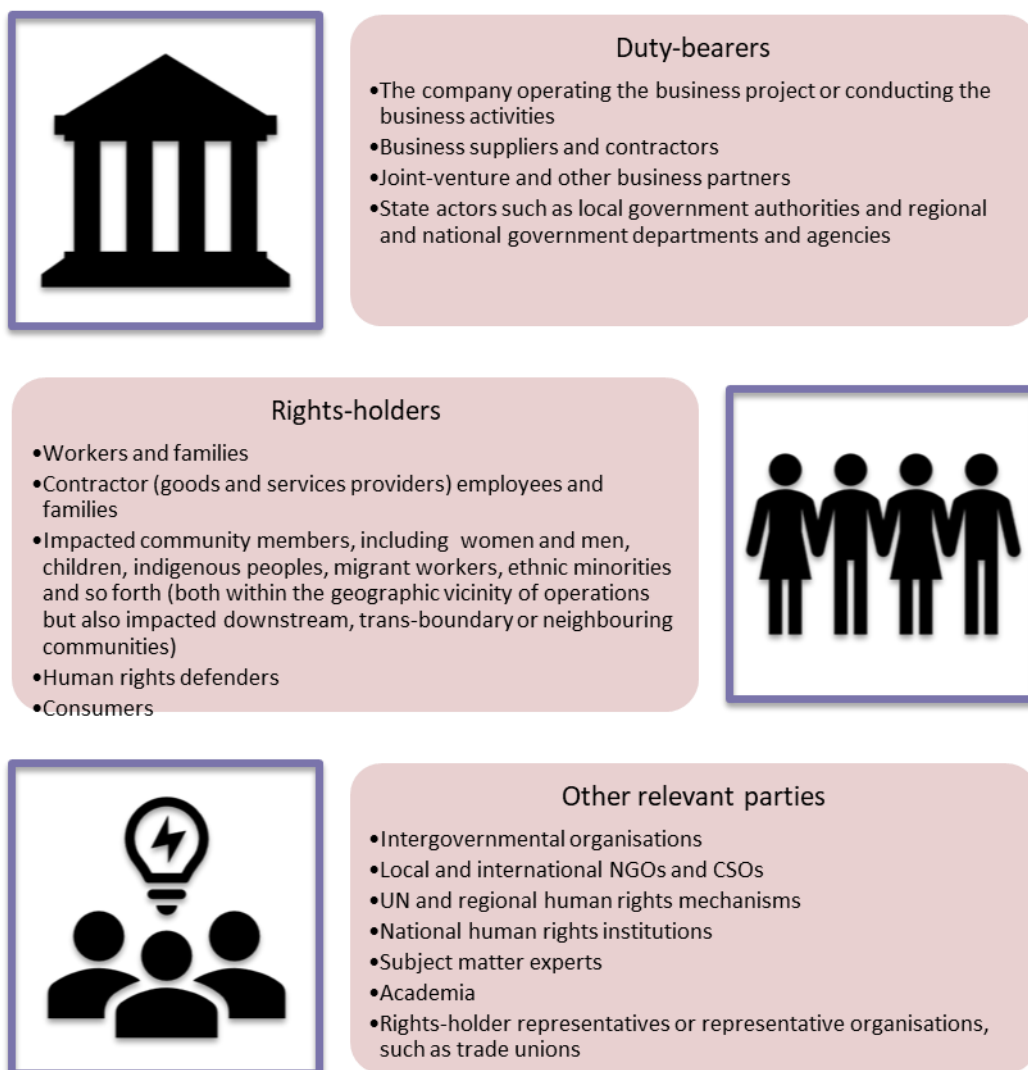 Duty-bearers
•The company operating the business project or conducting the
business activities
•Business suppliers and contractors
•Joint-venture and other business partners
•State actors such as local government authorities and regional
and national government departments and agencies
Rights-holders
•Workers and families
•Contractor (goods and services providers) employees and
families
•Impacted community members, including women and men,
children, indigenous peoples, migrant workers, ethnic minorities
and so forth (both within the geographic vicinity of operations
but also impacted downstream, trans-boundary or neighbouring
communities)
•Human rights defenders
•Consumers
Other relevant parties
•Intergovernmental organisations
•Local and international NGOs and CSOs
•UN and regional human rights mechanisms
•National human rights institutions
•Subject matter experts
•Academia
•Rights-holder representatives or representative organisations,
such as trade unions